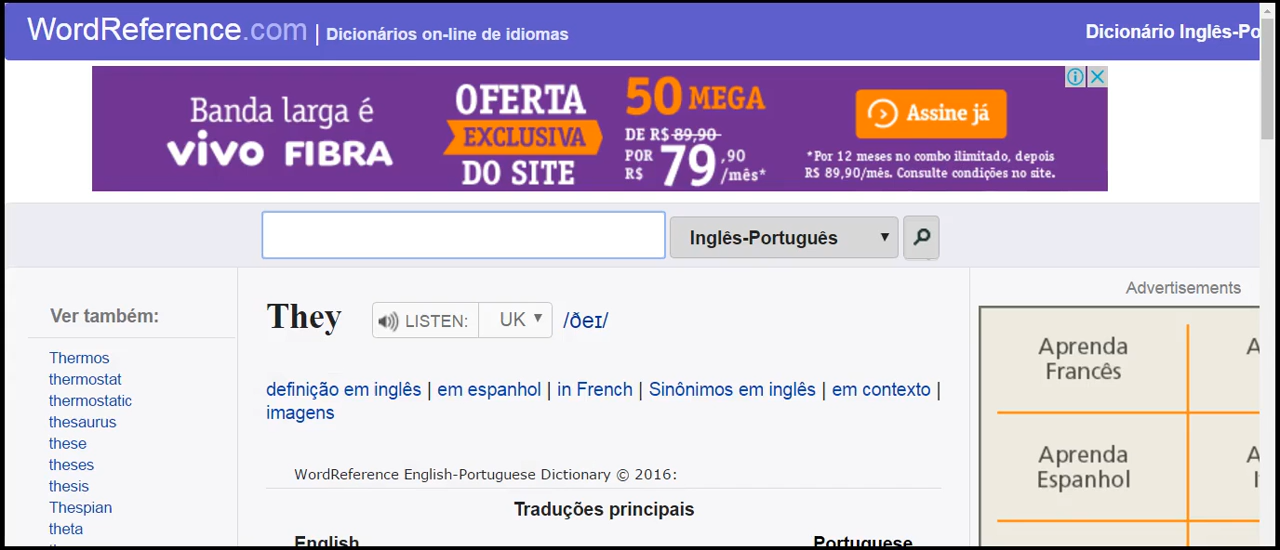 WordReference.com | Dicionários on-line de idiomas
Dicionário Inglês-Po
Banda larga é
vivo FIBRA
OFERTA
EXCLUSIVA
DO SITE
50 MEGA
DE R$ 89,90
POR R$ 79,90 /mês*
Assine já
*Por 12 meses no combo ilimitado, depois
R$ 89,90/mês. Consulte condições no site.
Inglês-Português
Ver também:
Thermos
thermostat
thermostatic
thesaurus
these
theses
thesis
Thespian
theta
They
LISTEN:
UK
/ðeɪ/
definição em inglês | em espanhol | in French | Sinônimos em inglês | em contexto |
imagens
WordReference English-Portuguese Dictionary © 2016:
Traduções principais
English
Portuguese
Advertisements
Aprenda
Francês
A
Aprenda
Espanhol
A